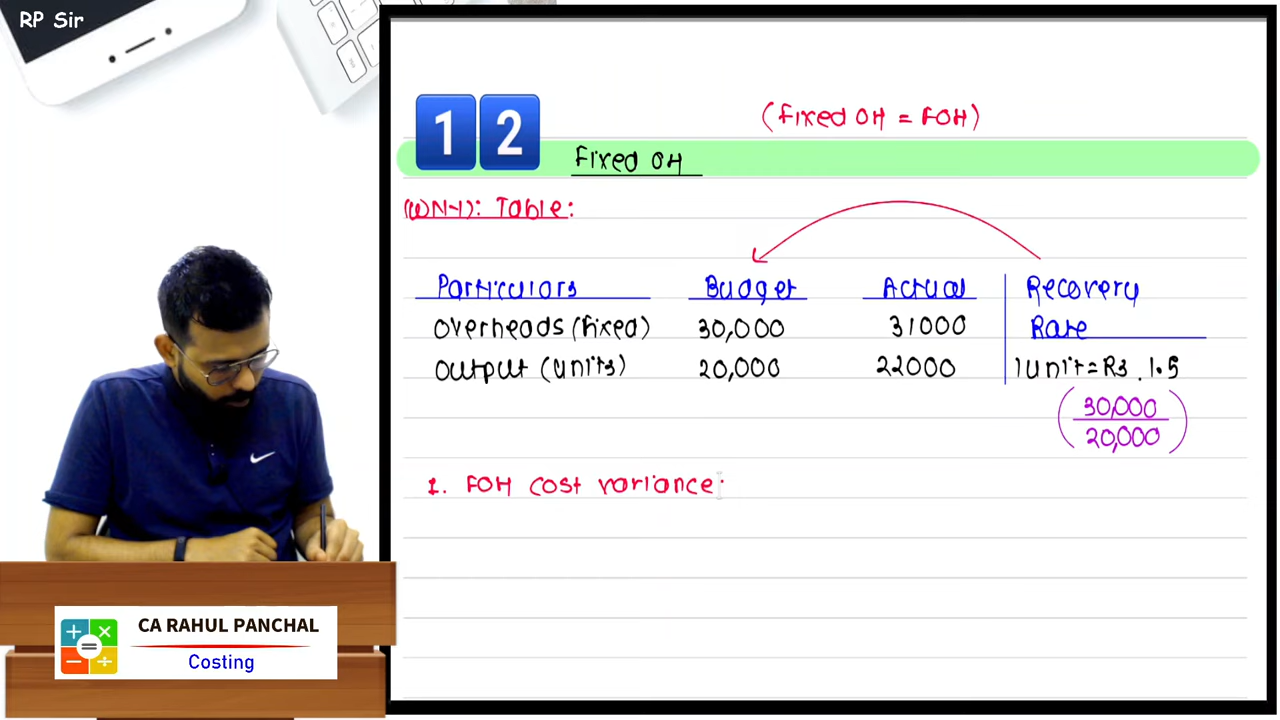 RP Sir
12
(Fixed OH = FOH)
Fixed OH
(WN-1): Table:
Particulars Budget Actual Recovery Rate
Overheads (Fixed) 30,000 31000
Output (units) 20,000 22000 1 unit = Rs. 1.5
(30,000
20,000)
1. FOH cost variance:
CA RAHUL PANCHAL
Costing